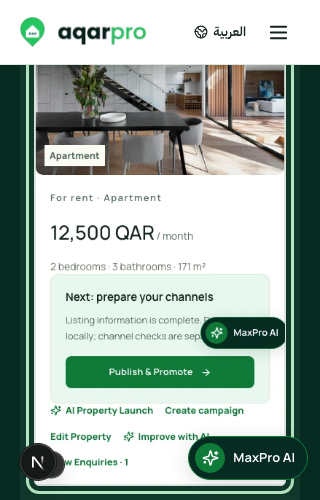 aqarpro
العربية
Apartment
For rent · Apartment
12,500 QAR / month
2 bedrooms · 3 bathrooms · 171 m²
Next: prepare your channels
Listing information is complete.
locally; channel checks are
MaxPro AI
Publish & Promote →
AI Property Launch Create campaign
Edit Property Improve with AI
Enquiries · 1
N
MaxPro AI